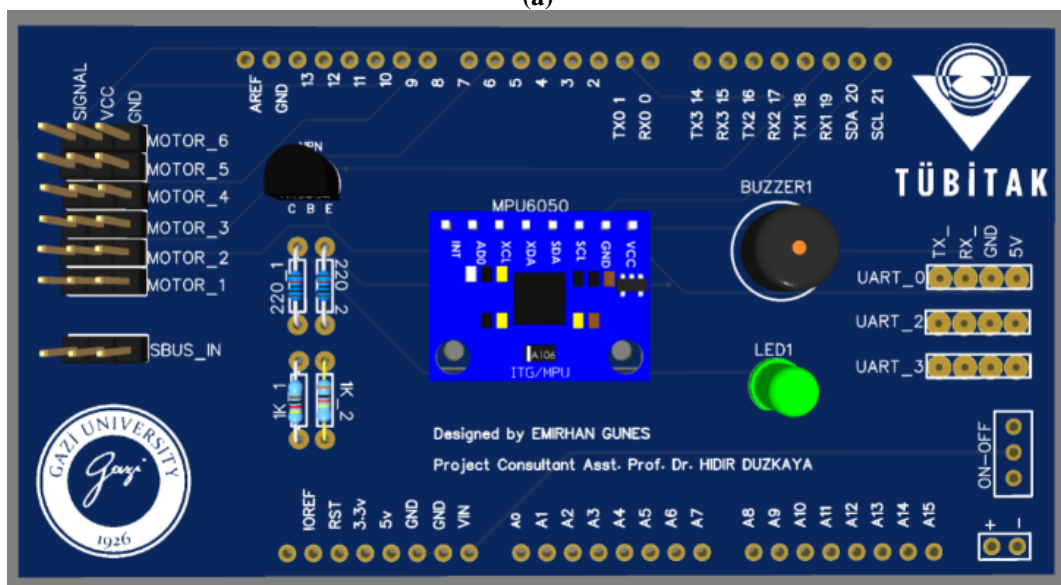 (a)
SIGNAL
VCC
GND
AREF
GND
13
12
11
10
9
8
7
6
5
4
3
2
TX0 1
RX0 0
TX3 14
RX3 15
TX2 16
RX2 17
TX1 18
RX1 19
SDA 20
SCL 21
TÜBİTAK
MOTOR_6
MOTOR_5
MOTOR_4
MOTOR_3
MOTOR_2
MOTOR_1
SBUS_IN
C B E
220_1
220_2
1K_1
1K_2
MPU6050
INT
AD0
XCL
XDA
SDA
SCL
GND
VCC
A106
ITG/MPU
BUZZER1
LED1
TX_
RX_
GND
5V
UART_0
UART_2
UART_3
Designed by EMIRHAN GUNES
Project Consultant Asst. Prof. Dr. HIDIR DUZKAYA
GAZI UNIVERSITY
Gazi
1926
ON-OFF
+ -
IOREF
RST
3.3v
5v
GND
GND
VIN
A0
A1
A2
A3
A4
A5
A6
A7
A8
A9
A10
A11
A12
A13
A14
A15